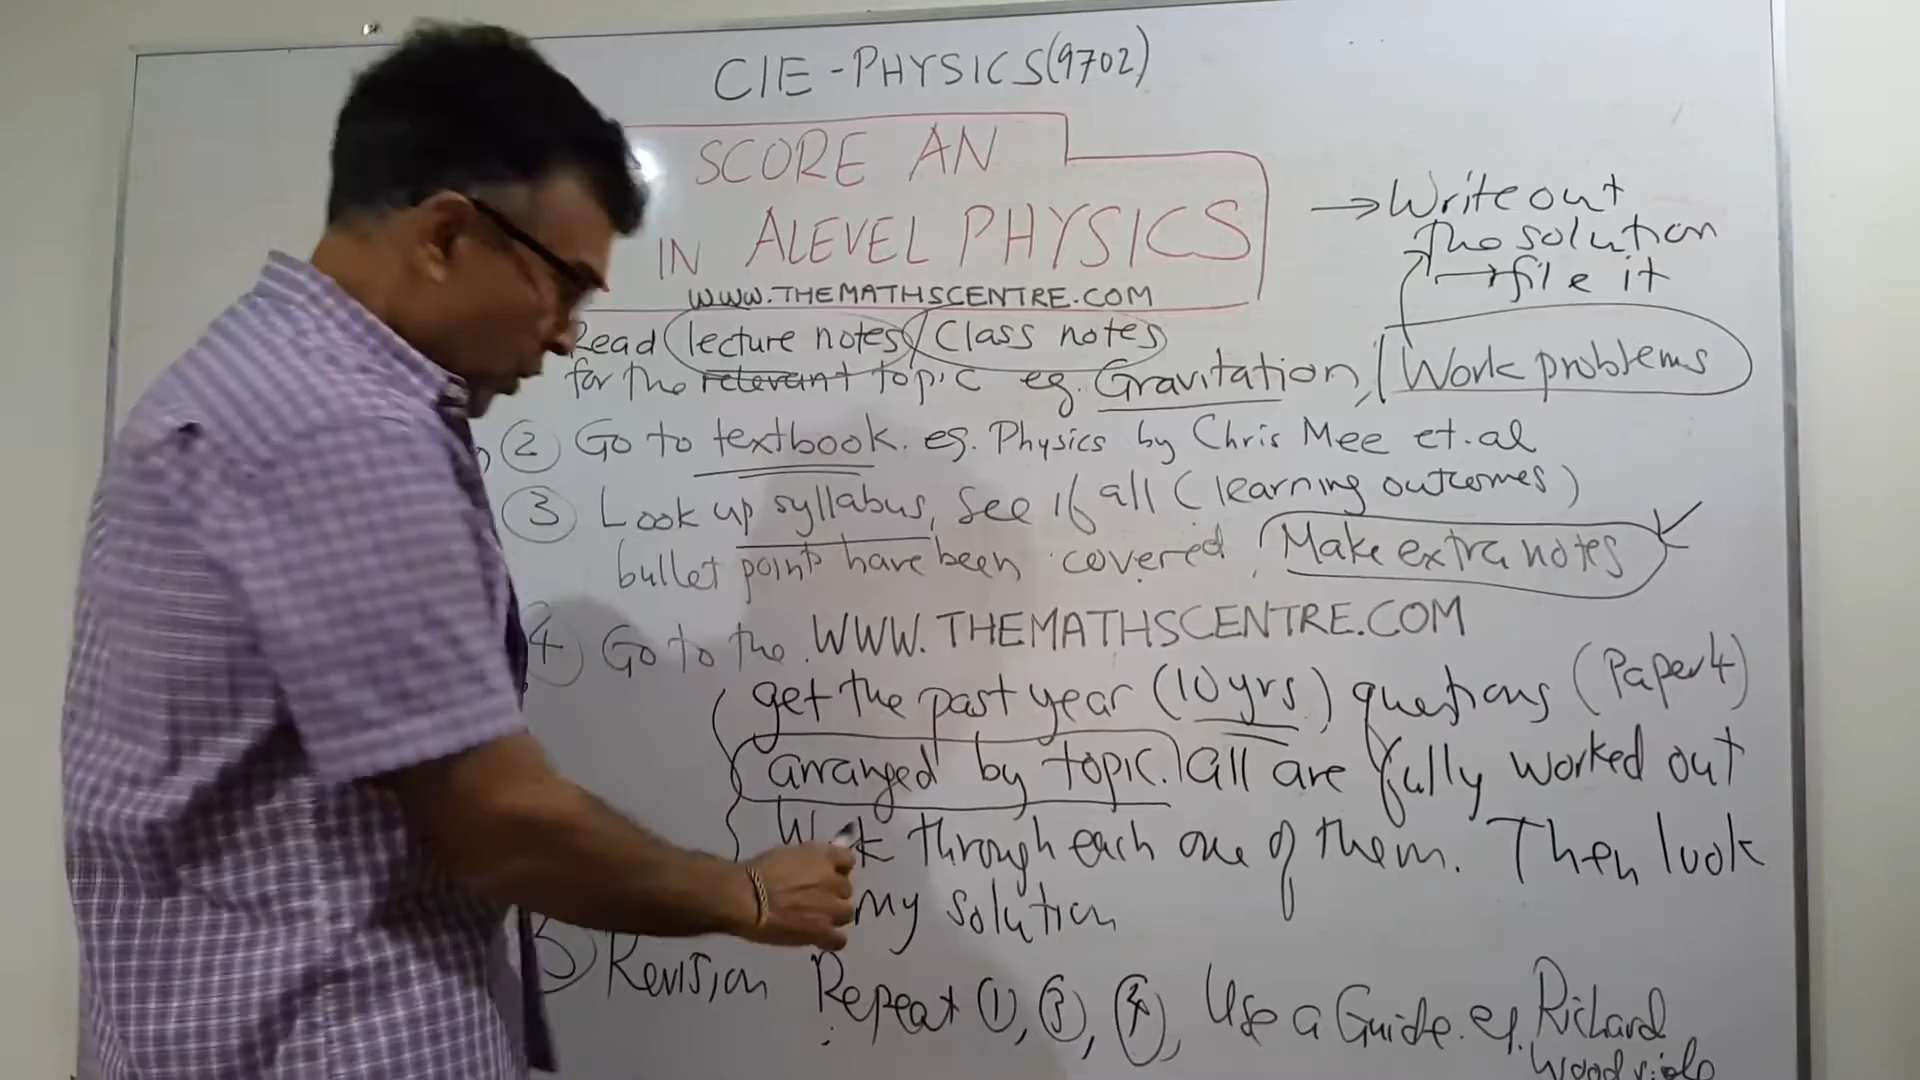 CIE-PHYSICS(9702)
SCORE AN
IN ALEVEL PHYSICS
WWW.THEMATHSCENTRE.COM
→ Write out
the solution
→ file it
Read lecture notes/Class notes
for the relevant topic eg. Gravitation, Work problems
② Go to textbook. eg. Physics by Chris Mee et.al
③ Look up syllabus, See if all (learning outcomes)
bullet points have been covered. Make extra notes
④ Go to the WWW.THEMATHSCENTRE.COM
get the past year (10 yrs) questions (Paper 4)
arranged by topic. all are fully worked out
Work through each one of them. Then look
my solution
5 Revision Repeat ①, ③, ④, Use a Guide. eg. Richard
Woodside